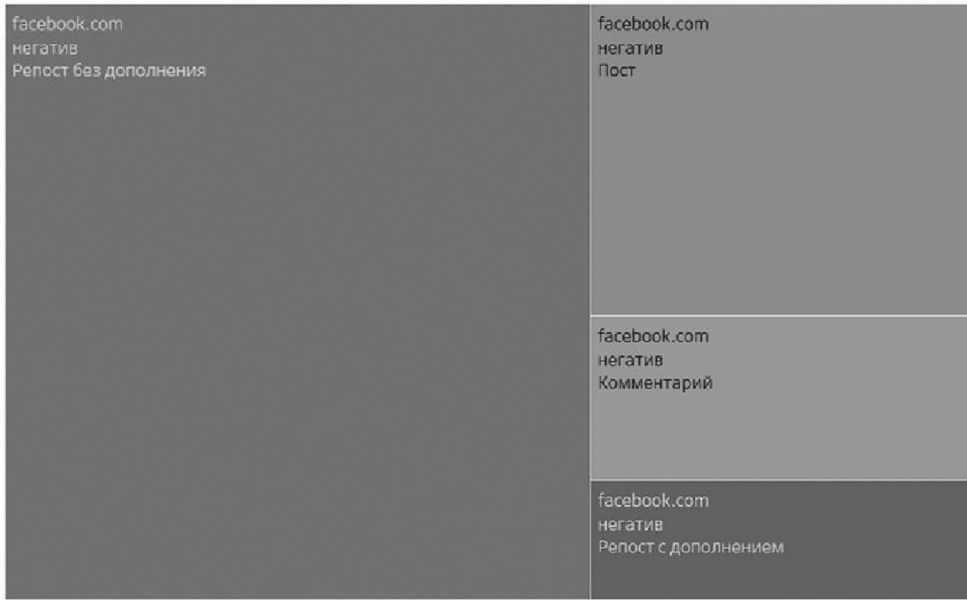 facebook.com
негатив
Репост без дополнения
facebook.com
негатив
Пост
facebook.com
негатив
Комментарий
facebook.com
негатив
Репост с дополнением